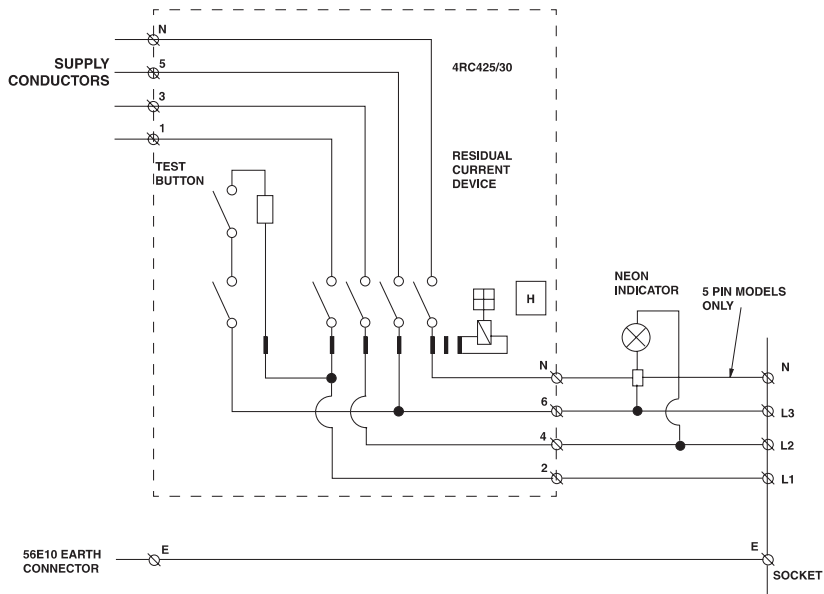 N
SUPPLY
CONDUCTORS
5
4RC425/30
3
1
TEST
BUTTON
RESIDUAL
CURRENT
DEVICE
NEON
INDICATOR
5 PIN MODELS
ONLY
H
N
N
6
L3
4
L2
2
L1
56E10 EARTH
CONNECTOR
E
E
SOCKET